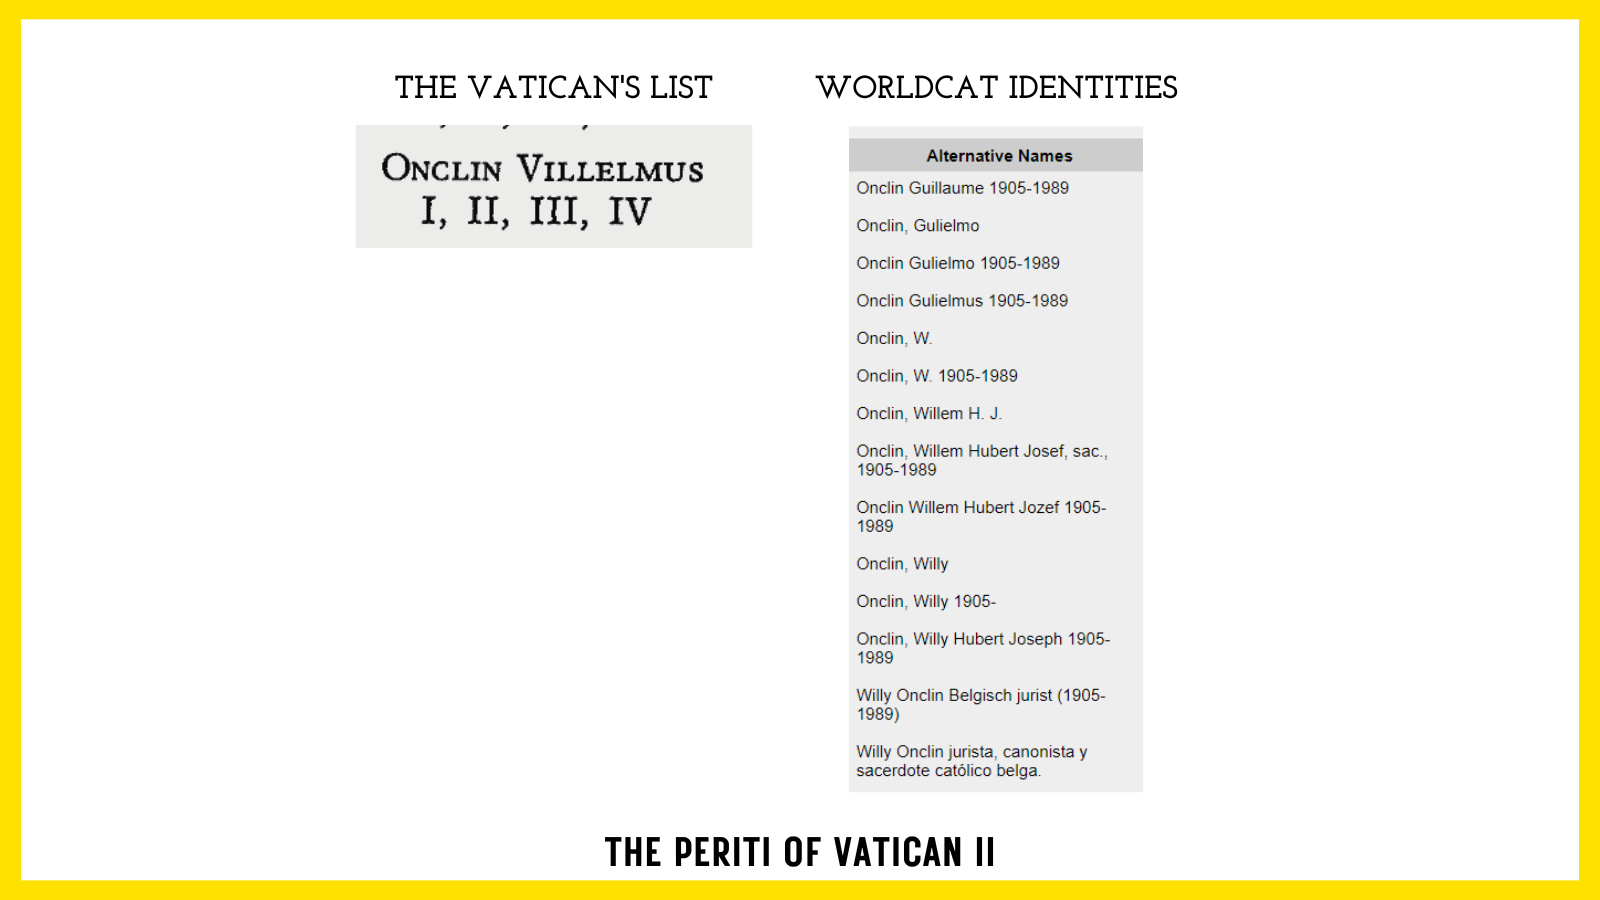 THE VATICAN'S LIST
ONCLIN VILLELMUS
I, II, III, IV
WORLDCAT IDENTITIES
Alternative Names
Onclin Guillaume 1905-1989
Onclin, Gulielmo
Onclin Gulielmo 1905-1989
Onclin Gulielmus 1905-1989
Onclin, W.
Onclin, W. 1905-1989
Onclin, Willem H. J.
Onclin, Willem Hubert Josef, sac.,
1905-1989
Onclin Willem Hubert Jozef 1905-
1989
Onclin, Willy
Onclin, Willy 1905-
Onclin, Willy Hubert Joseph 1905-
1989
Willy Onclin Belgisch jurist (1905-
1989)
Willy Onclin jurista, canonista y
sacerdote católico belga.
THE PERITI OF VATICAN II